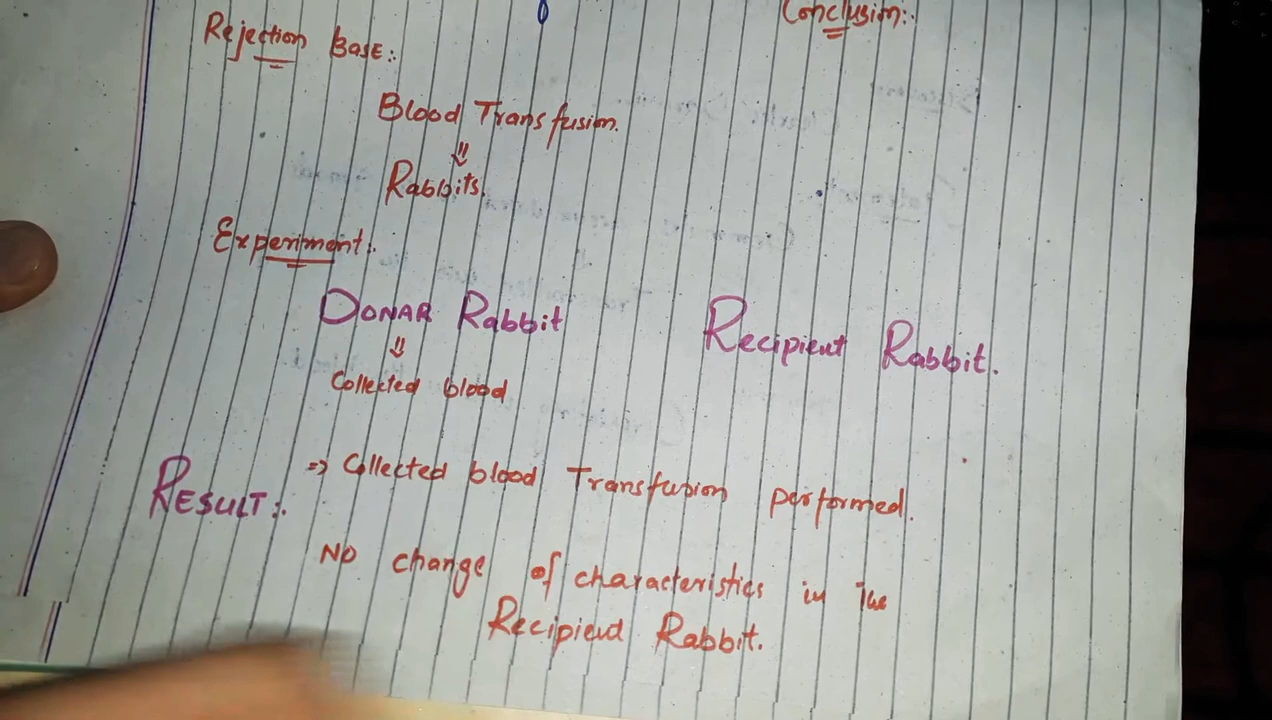 Conclusion:
Rejection Base:
Blood Transfusion.
⇓
Rabbits.
Experiment:
DONAR Rabbit
Recipient Rabbit.
⇓
Collected blood
⇒ Collected blood Transfusion performed.
RESULT:
NO change of characteristics in the
Recipient Rabbit.